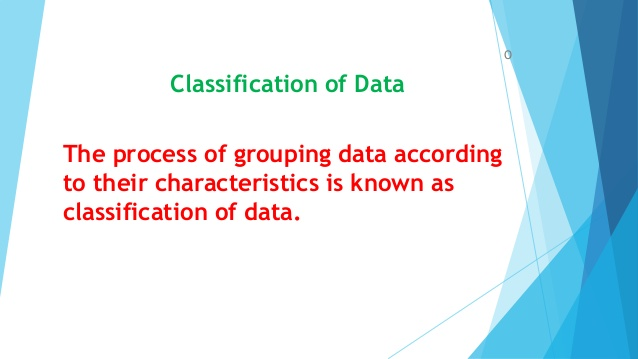 O
Classification of Data
The process of grouping data according
to their characteristics is known as
classification of data.